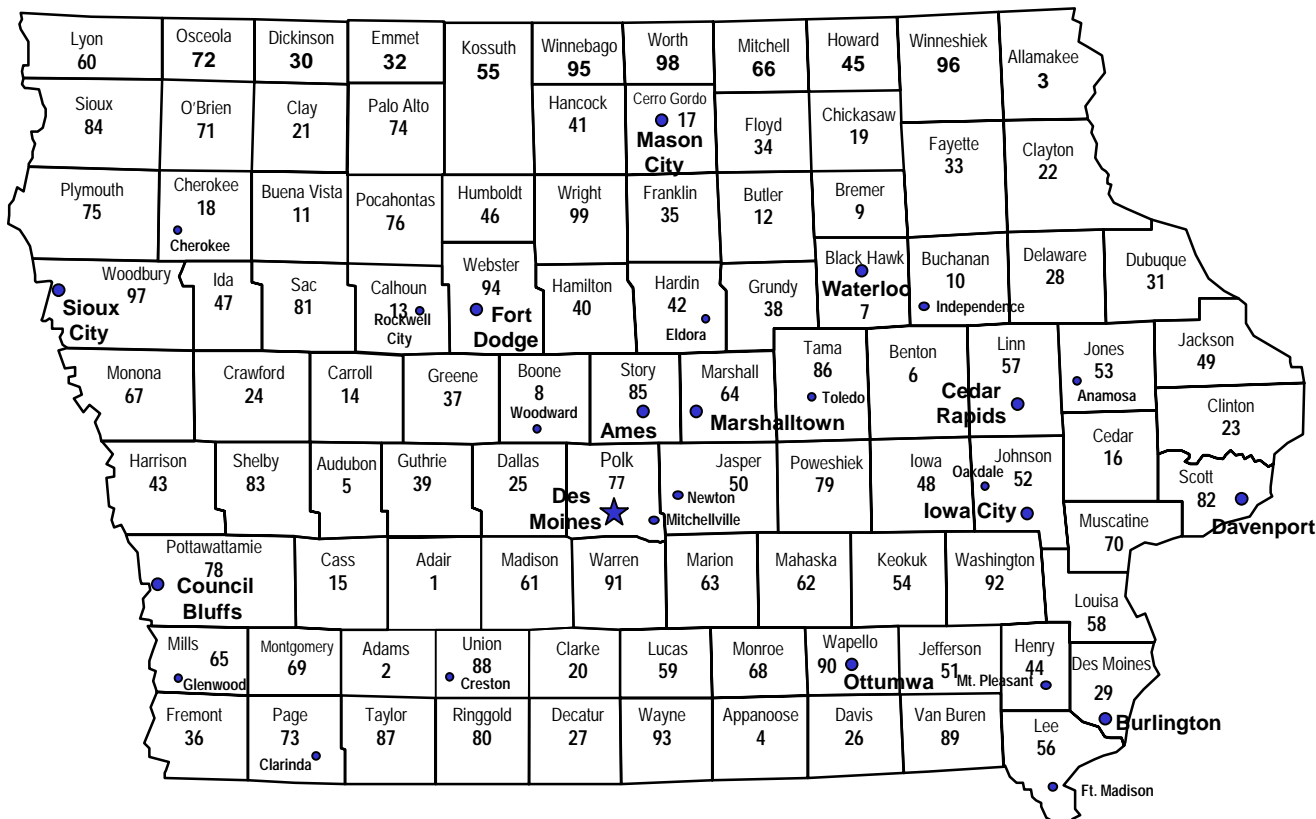 Lyon
60
Osceola
72
Dickinson
30
Emmet
32
Kossuth
55
Winnebago
95
Worth
98
Mitchell
66
Howard
45
Winneshiek
96
Allamakee
3
Sioux
84
O'Brien
71
Clay
21
Palo Alto
74
Hancock
41
Cerro Gordo
17
Mason
City
Floyd
34
Chickasaw
19
Fayette
33
Clayton
22
Plymouth
75
Cherokee
18
Cherokee
Buena Vista
11
Pocahontas
76
Humboldt
46
Wright
99
Franklin
35
Butler
12
Bremer
9
Woodbury
97
Sioux
City
Ida
47
Sac
81
Calhoun
13
Rockwell
City
Webster
94
Fort
Dodge
Hamilton
40
Hardin
42
Eldora
Grundy
38
Black Hawk
Waterloo
7
Buchanan
10
Independence
Delaware
28
Dubuque
31
Monona
67
Crawford
24
Carroll
14
Greene
37
Boone
8
Woodward
Story
85
Ames
Marshall
64
Marshalltown
Tama
86
Toledo
Benton
6
Linn
57
Cedar
Rapids
Jones
53
Anamosa
Jackson
49
Clinton
23
Cedar
16
Harrison
43
Shelby
83
Audubon
5
Guthrie
39
Dallas
25
Polk
77
Des
Moines
Mitchellville
Jasper
50
Newton
Poweshiek
79
Iowa
48
Johnson
52
Oakdale
Iowa City
Scott
82
Davenport
Muscatine
70
Pottawattamie
78
Council
Bluffs
Cass
15
Adair
1
Madison
61
Warren
91
Marion
63
Mahaska
62
Keokuk
54
Washington
92
Louisa
58
Mills
65
Glenwood
Montgomery
69
Adams
2
Union
88
Creston
Clarke
20
Lucas
59
Monroe
68
Wapello
90
Ottumwa
Jefferson
51
Henry
44
Mt. Pleasant
Des Moines
29
Burlington
Fremont
36
Page
73
Clarinda
Taylor
87
Ringgold
80
Decatur
27
Wayne
93
Appanoose
4
Davis
26
Van Buren
89
Lee
56
Ft. Madison